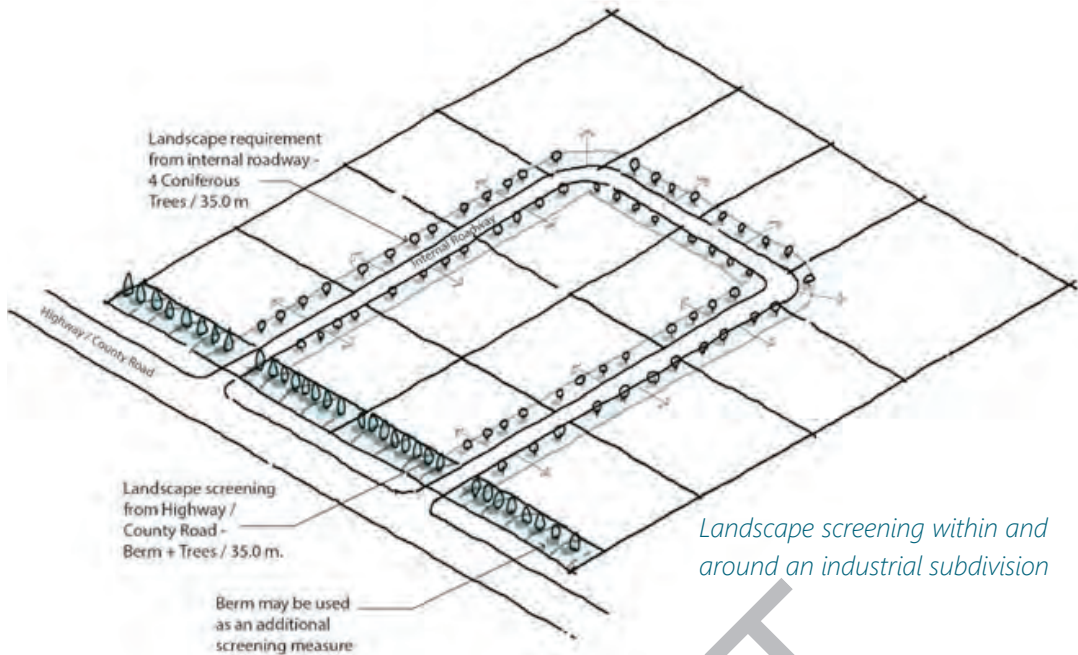 Landscape requirement
from internal roadway -
4 Coniferous
Trees / 35.0 m
Internal Roadway
Highway / County Road
Landscape screening
from Highway /
County Road -
Berm + Trees / 35.0 m.
Landscape screening within and
around an industrial subdivision
Berm may be used
as an additional
screening measure